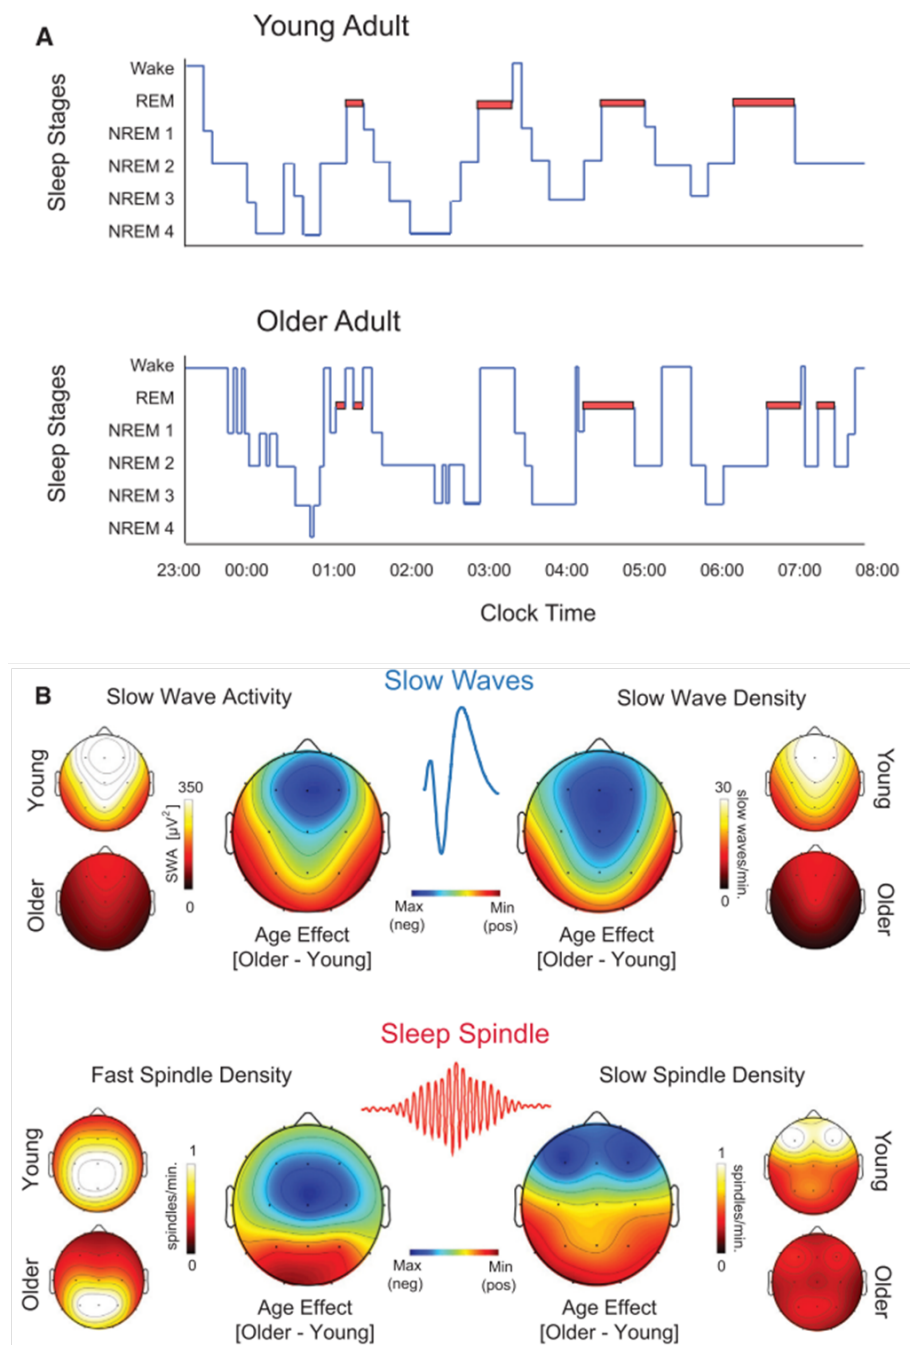 A
Young Adult
Sleep Stages
Wake
REM
NREM 1
NREM 2
NREM 3
NREM 4
Older Adult
Sleep Stages
Wake
REM
NREM 1
NREM 2
NREM 3
NREM 4
23:00 00:00 01:00 02:00 03:00 04:00 05:00 06:00 07:00 08:00
Clock Time
B
Slow Waves
Slow Wave Activity
Slow Wave Density
Young
Older
350
SWA [µV²]
0
Age Effect
[Older - Young]
Max
(neg)
Min
(pos)
Age Effect
[Older - Young]
30
slow waves/min.
0
Young
Older
Sleep Spindle
Fast Spindle Density
Slow Spindle Density
Young
Older
1
spindles/min.
0
Age Effect
[Older - Young]
Max
(neg)
Min
(pos)
Age Effect
[Older - Young]
1
spindles/min.
0
Young
Older